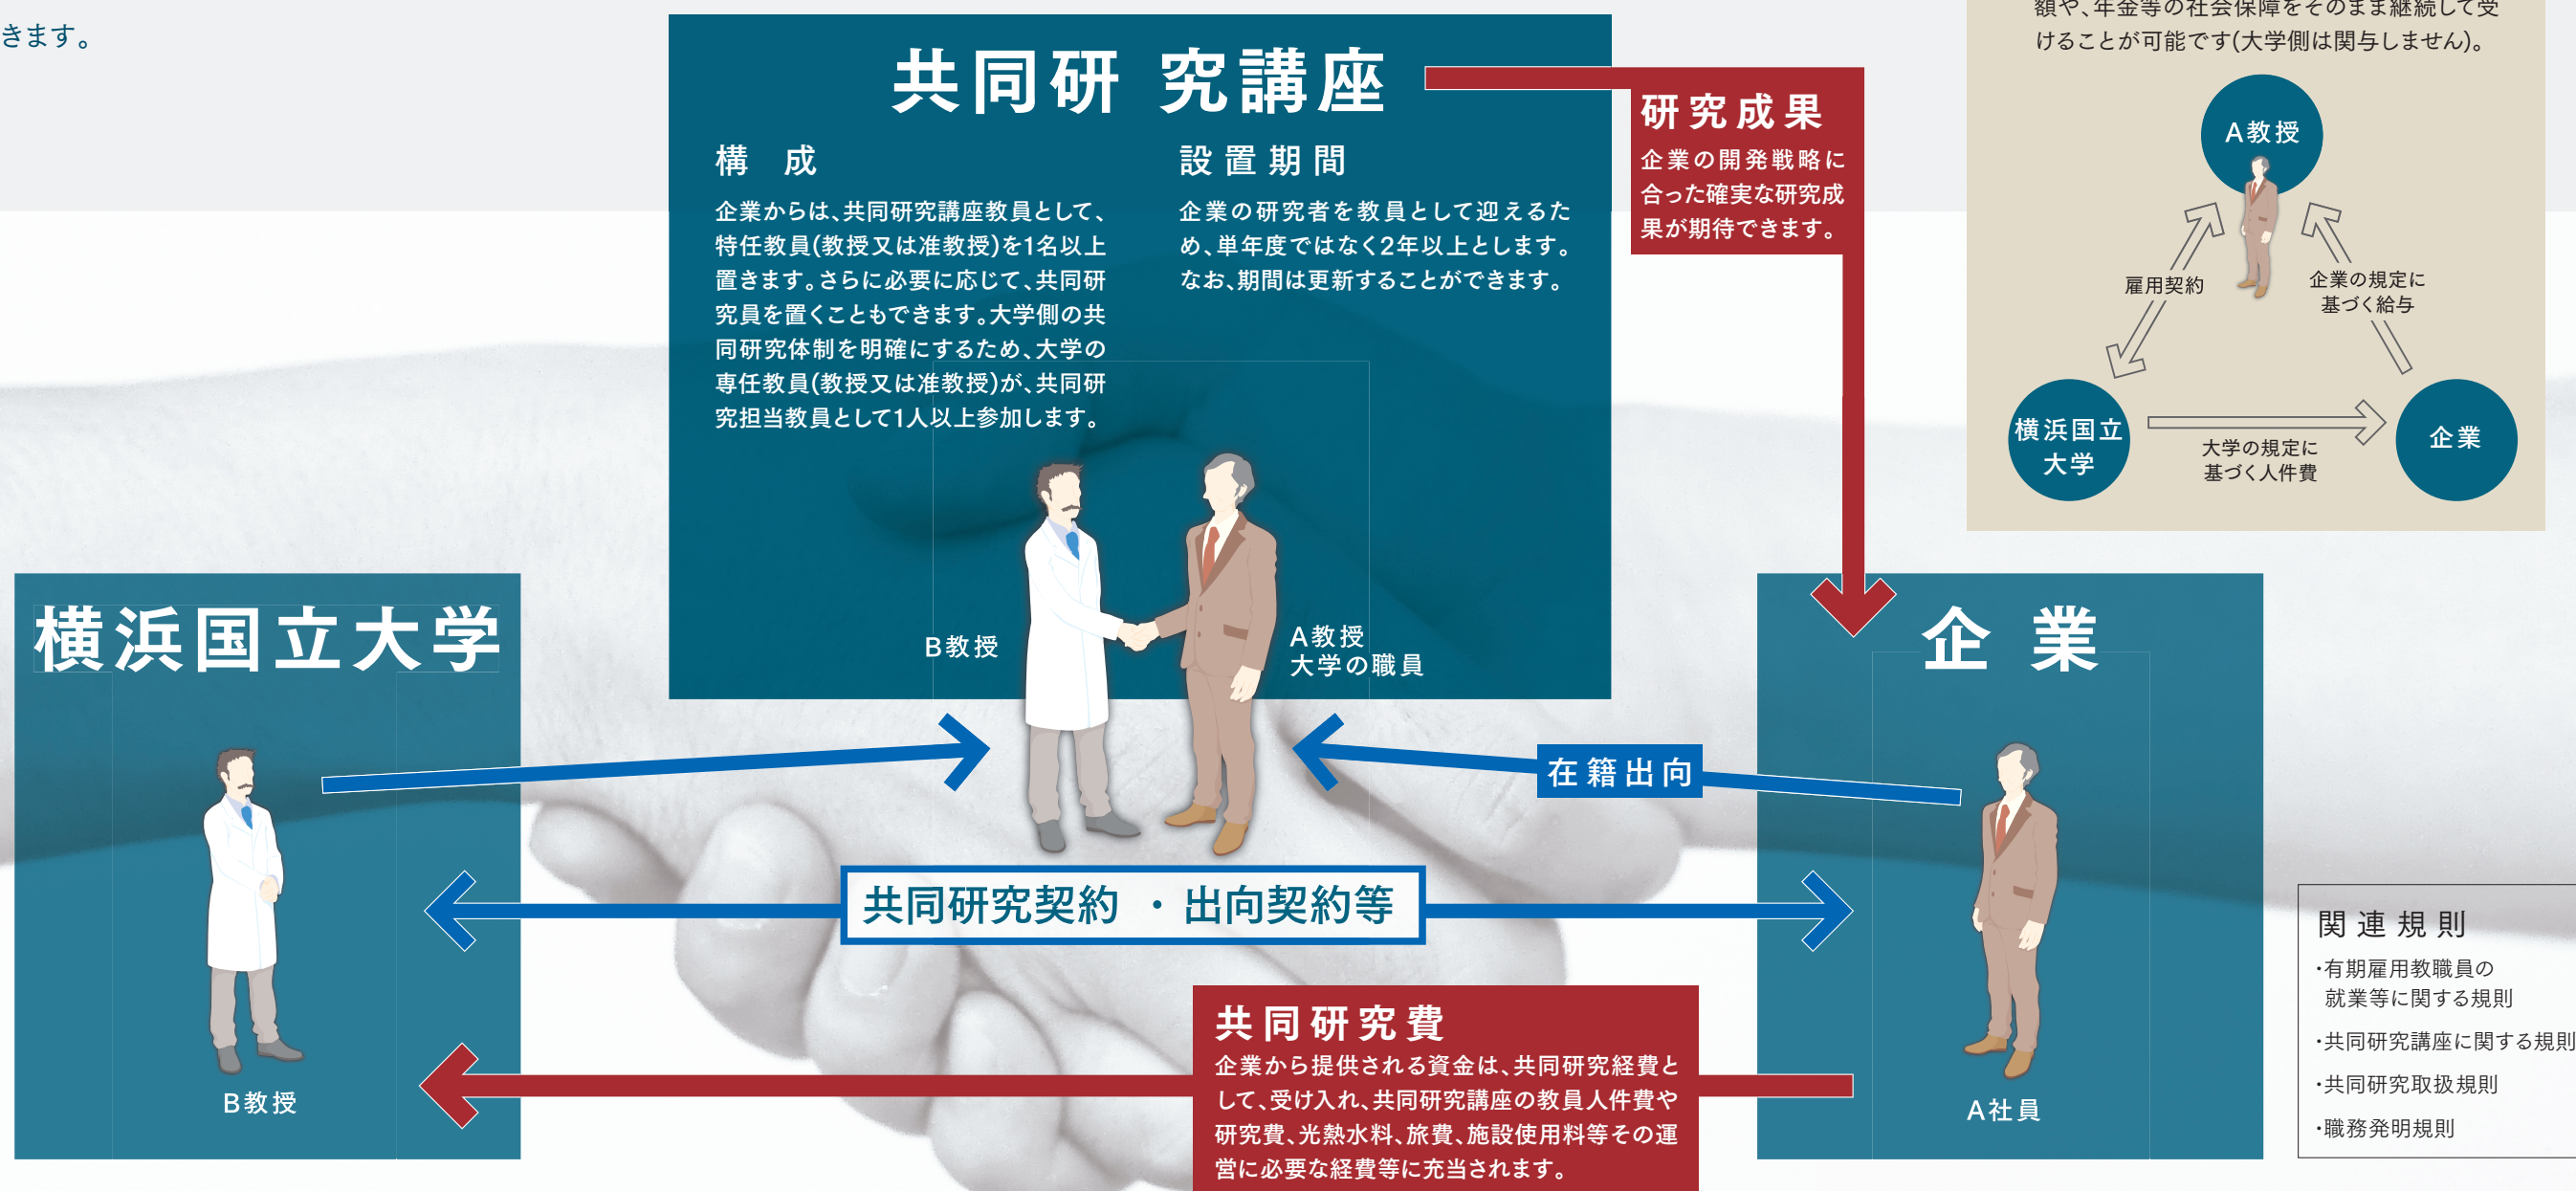 きます。
共同研究講座
構 成
企業からは、共同研究講座教員として、
特任教員(教授又は准教授)を1名以上
置きます。さらに必要に応じて、共同研
究員を置くこともできます。大学側の共
同研究体制を明確にするため、大学の
専任教員(教授又は准教授)が、共同研
究担当教員として1人以上参加します。
設置期間
企業の研究者を教員として迎えるた
め、単年度ではなく2年以上とします。
なお、期間は更新することができます。
研究成果
企業の開発戦略に
合った確実な研究成
果が期待できます。
額や、年金等の社会保障をそのまま継続して受
けることが可能です(大学側は関与しません)。
A教授
雇用契約
企業の規定に
基づく給与
横浜国立
大学
大学の規定に
基づく人件費
企業
B教授
A教授
大学の職員
横浜国立大学
B教授
企 業
在籍出向
A社員
共同研究契約 ・ 出向契約等
共同研究費
企業から提供される資金は、共同研究経費と
して、受け入れ、共同研究講座の教員人件費や
研究費、光熱水料、旅費、施設使用料等その運
営に必要な経費等に充当されます。
関連規則
・有期雇用教職員の
就業等に関する規則
・共同研究講座に関する規則
・共同研究取扱規則
・職務発明規則